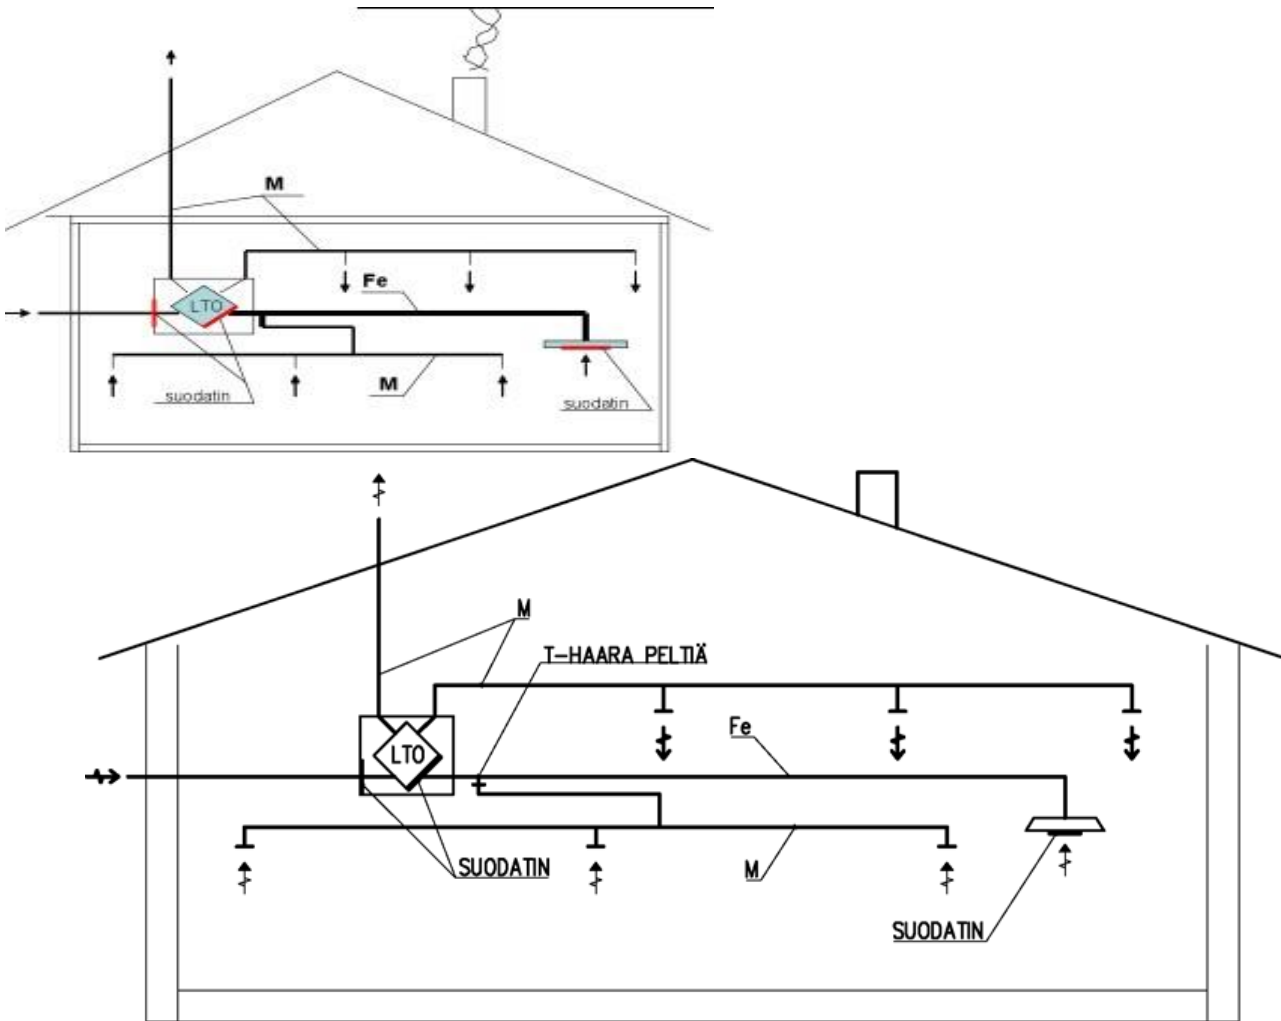 M
Fe
LTO
M
suodatin
suodatin
M
T-HAARA PELTIÄ
Fe
LTO
SUODATIN
M
SUODATIN